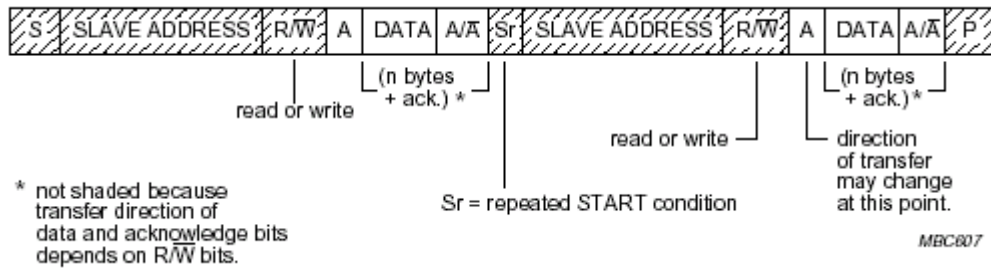 S SLAVE ADDRESS R/W̅ A DATA A/A̅ Sr SLAVE ADDRESS R/W̅ A DATA A/A̅ P
(n bytes
+ ack.) *
(n bytes
+ ack.) *
read or write
read or write
direction
of transfer
may change
at this point.
Sr = repeated START condition
* not shaded because
transfer direction of
data and acknowledge bits
depends on R/W̅ bits.
MBC607